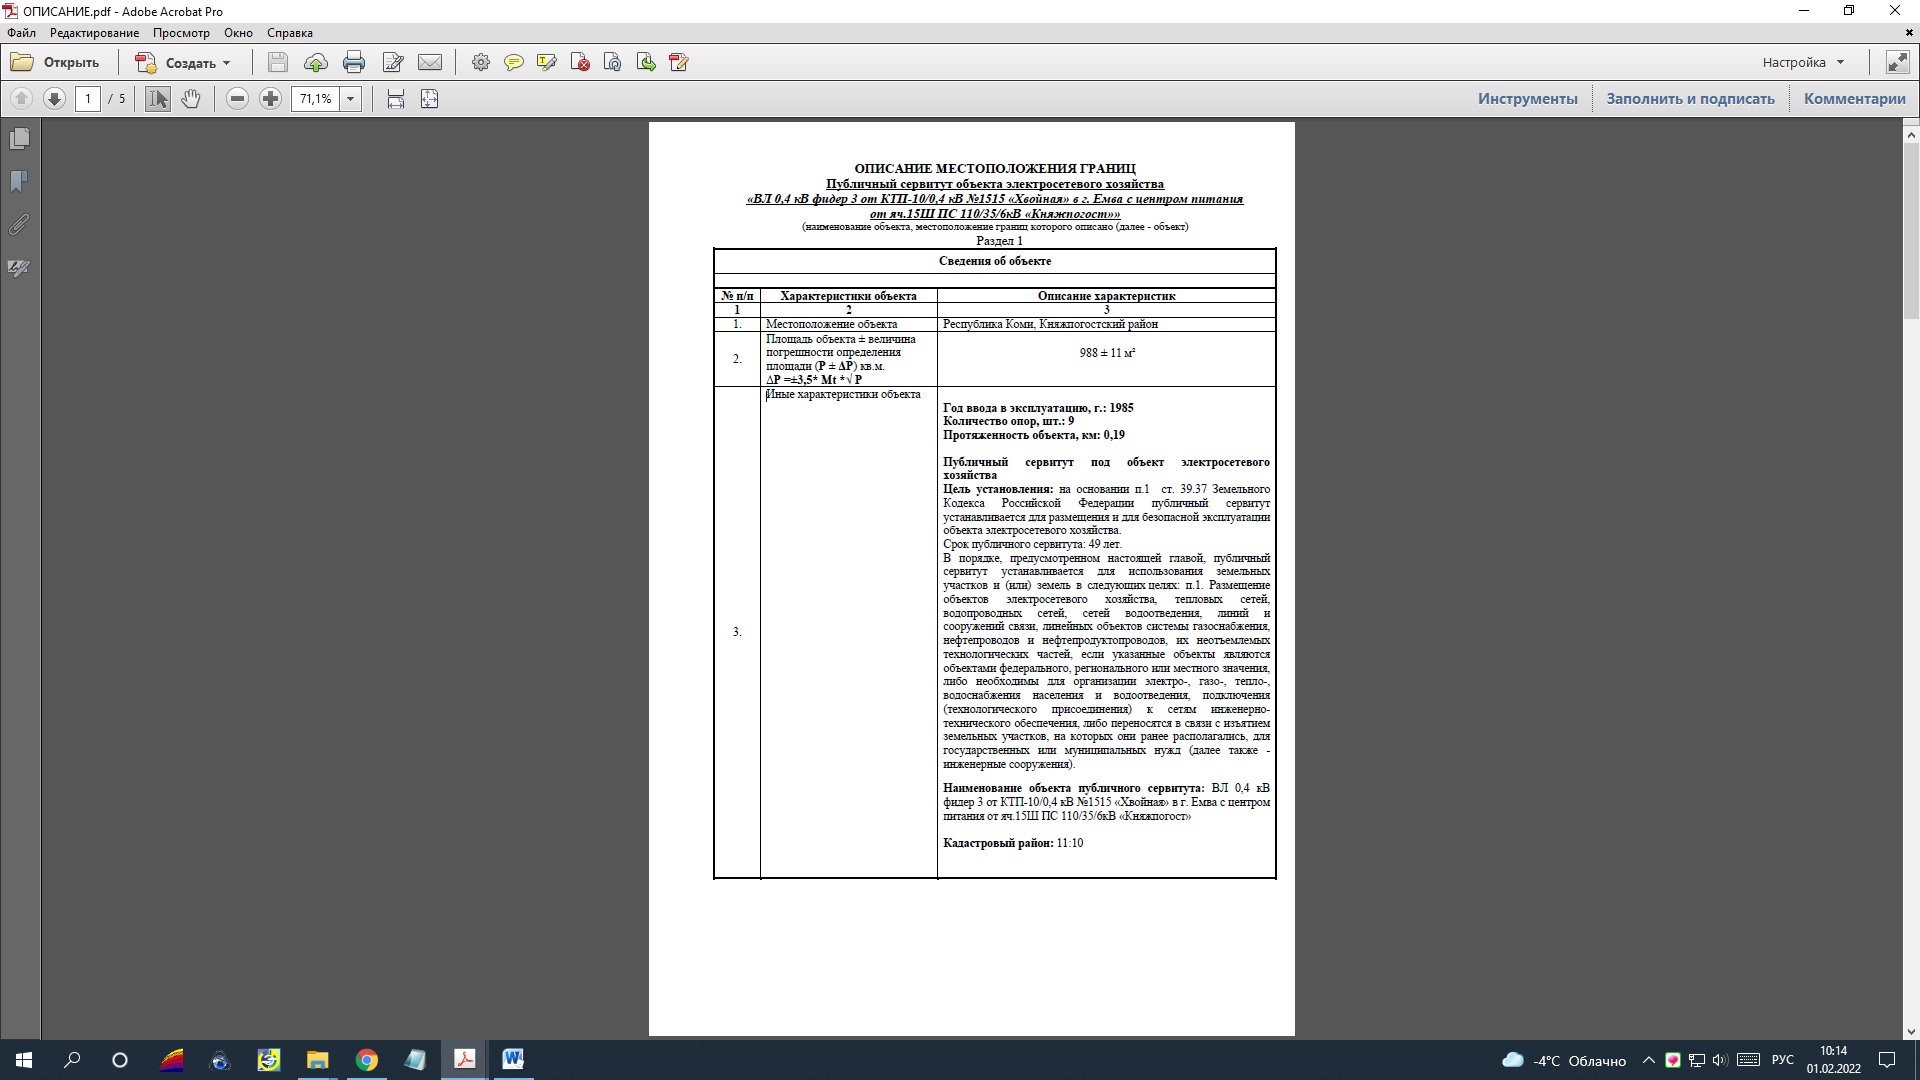 ОПИСАНИЕ.pdf - Adobe Acrobat Pro
Файл Редактирование Просмотр Окно Справка
Открыть Создать Настройка
1 / 5 71,1% Инструменты Заполнить и подписать Комментарии
ОПИСАНИЕ МЕСТОПОЛОЖЕНИЯ ГРАНИЦ
Публичный сервитут объекта электросетевого хозяйства
«ВЛ 0,4 кВ фидер 3 от КТП-10/0,4 кВ №1515 «Хвойная» в г. Емва с центром питания
от яч.15Ш ПС 110/35/6кВ «Княжпогост»»
(наименование объекта, местоположение границ которого описано (далее - объект)
Раздел 1
Сведения об объекте
№ п/п Характеристики объекта Описание характеристик
1 2 3
1. Местоположение объекта Республика Коми, Княжпогостский район
2. Площадь объекта ± величина
погрешности определения
площади (P ± ΔP) кв.м.
ΔP =±3,5* Mt *√ P
988 ± 11 м²
3. Иные характеристики объекта
Год ввода в эксплуатацию, г.: 1985
Количество опор, шт.: 9
Протяженность объекта, км: 0,19
Публичный сервитут под объект электросетевого
хозяйства
Цель установления: на основании п.1 ст. 39.37 Земельного
Кодекса Российской Федерации публичный сервитут
устанавливается для размещения и для безопасной эксплуатации
объекта электросетевого хозяйства.
Срок публичного сервитута: 49 лет.
В порядке, предусмотренном настоящей главой, публичный
сервитут устанавливается для использования земельных
участков и (или) земель в следующих целях: п.1. Размещение
объектов электросетевого хозяйства, тепловых сетей,
водопроводных сетей, сетей водоотведения, линий и
сооружений связи, линейных объектов системы газоснабжения,
нефтепроводов и нефтепродуктопроводов, их неотъемлемых
технологических частей, если указанные объекты являются
объектами федерального, регионального или местного значения,
либо необходимы для организации электро-, газо-, тепло-,
водоснабжения населения и водоотведения, подключения
(технологического присоединения) к сетям инженерно-
технического обеспечения, либо переносятся в связи с изъятием
земельных участков, на которых они ранее располагались, для
государственных или муниципальных нужд (далее также -
инженерные сооружения).
Наименование объекта публичного сервитута: ВЛ 0,4 кВ
фидер 3 от КТП-10/0,4 кВ №1515 «Хвойная» в г. Емва с центром
питания от яч.15Ш ПС 110/35/6кВ «Княжпогост»
Кадастровый район: 11:10
-4°C Облачно РУС 10:14
01.02.2022